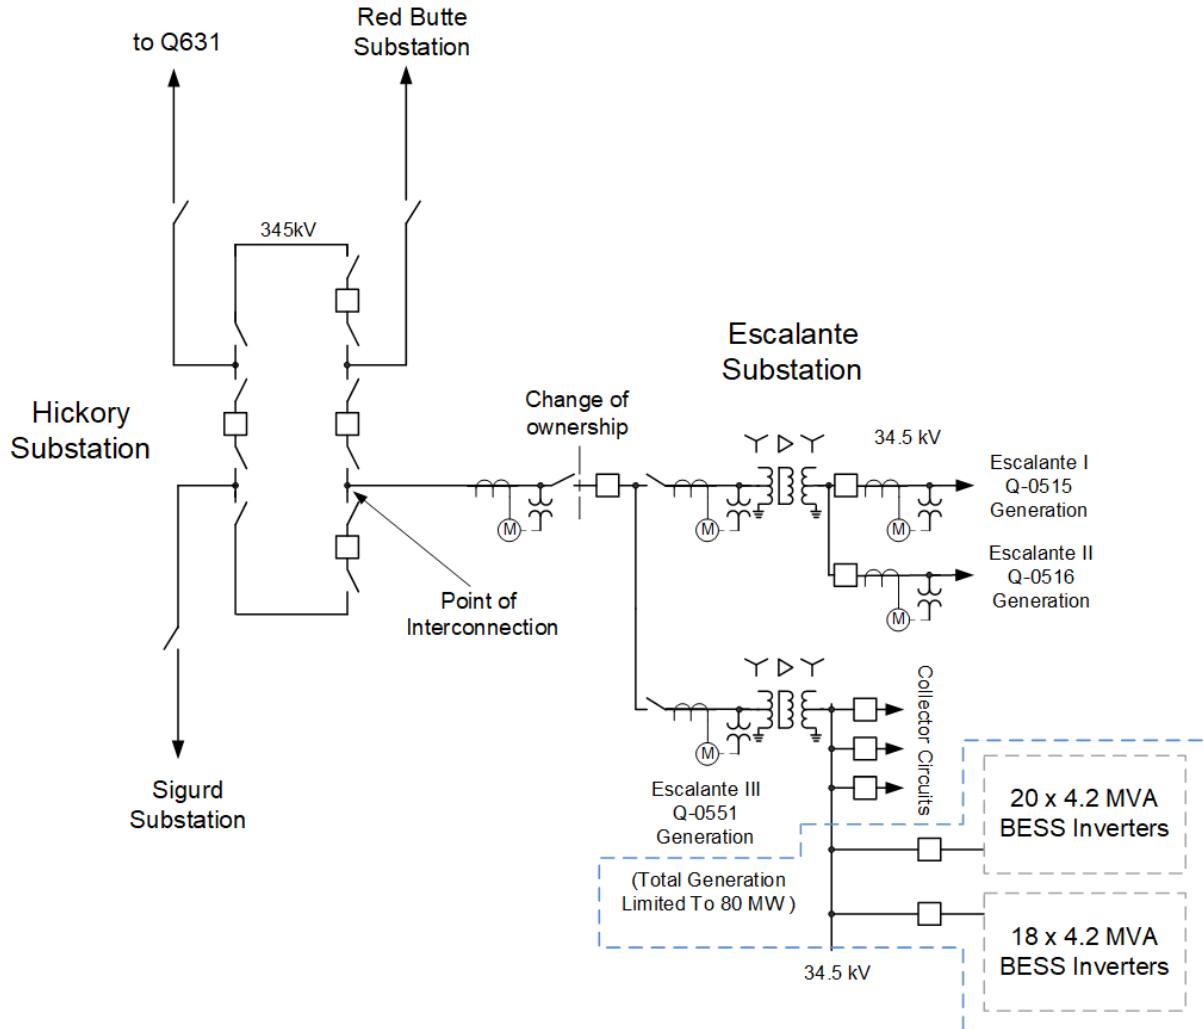 to Q631
Red Butte
Substation
345kV
Hickory
Substation
Change of
ownership
Escalante
Substation
34.5 kV
Escalante I
Q-0515
Generation
M
M
M
Escalante II
Q-0516
Generation
M
Point of
Interconnection
Sigurd
Substation
M
Escalante III
Q-0551
Generation
Collector Circuits
(Total Generation
Limited To 80 MW )
20 x 4.2 MVA
BESS Inverters
18 x 4.2 MVA
BESS Inverters
34.5 kV